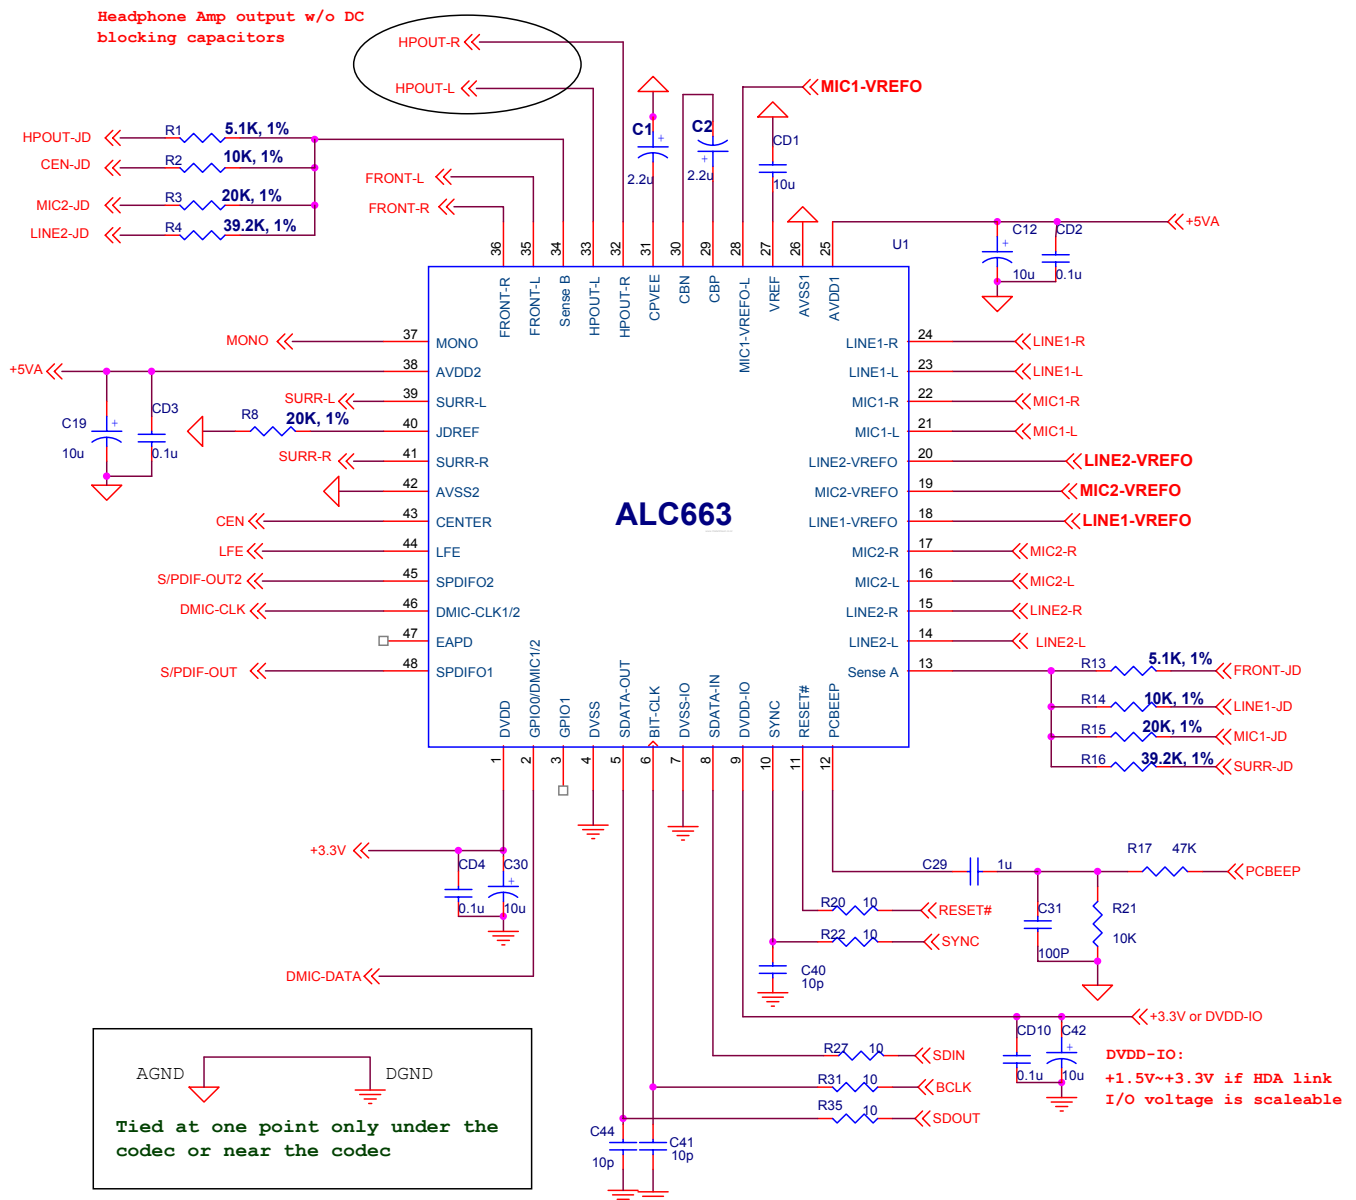 Headphone Amp output w/o DC
blocking capacitors
HPOUT-R
HPOUT-L
MIC1-VREFO
HPOUT-JD R1 5.1K, 1%
CEN-JD R2 10K, 1%
MIC2-JD R3 20K, 1%
LINE2-JD R4 39.2K, 1%
FRONT-L
FRONT-R
C1 2.2u
C2 2.2u
CD1 10u
+5VA
C12 10u
CD2 0.1u
U1
36 35 34 33 32 31 30 29 28 27 26 25
FRONT-R FRONT-L Sense B HPOUT-L HPOUT-R CPVEE CBN CBP MIC1-VREFO-L VREF AVSS1 AVDD1
MONO 37 MONO
+5VA 38 AVDD2
SURR-L 39 SURR-L
R8 20K, 1% 40 JDREF
SURR-R 41 SURR-R
42 AVSS2
CEN 43 CENTER
LFE 44 LFE
S/PDIF-OUT2 45 SPDIFO2
DMIC-CLK 46 DMIC-CLK1/2
47 EAPD
S/PDIF-OUT 48 SPDIFO1
C19 10u
CD3 0.1u
ALC663
LINE1-R 24 LINE1-R
LINE1-L 23 LINE1-L
MIC1-R 22 MIC1-R
MIC1-L 21 MIC1-L
LINE2-VREFO 20 LINE2-VREFO
MIC2-VREFO 19 MIC2-VREFO
LINE1-VREFO 18 LINE1-VREFO
MIC2-R 17 MIC2-R
MIC2-L 16 MIC2-L
LINE2-R 15 LINE2-R
LINE2-L 14 LINE2-L
Sense A 13
R13 5.1K, 1% FRONT-JD
R14 10K, 1% LINE1-JD
R15 20K, 1% MIC1-JD
R16 39.2K, 1% SURR-JD
DVDD GPIO0/DMIC1/2 GPIO1 DVSS SDATA-OUT BIT-CLK DVSS-IO SDATA-IN DVDD-IO SYNC RESET# PCBEEP
1 2 3 4 5 6 7 8 9 10 11 12
+3.3V
CD4 0.1u
C30 10u
DMIC-DATA
C29 1u
R17 47K
PCBEEP
C31 100P
R21 10K
R20 10 RESET#
R22 10 SYNC
C40 10p
+3.3V or DVDD-IO
CD10 0.1u
C42 10u
R27 10 SDIN
R31 10 BCLK
R35 10 SDOUT
C44 10p
C41 10p
DVDD-IO:
+1.5V~+3.3V if HDA link
I/O voltage is scaleable
AGND DGND
Tied at one point only under the
codec or near the codec